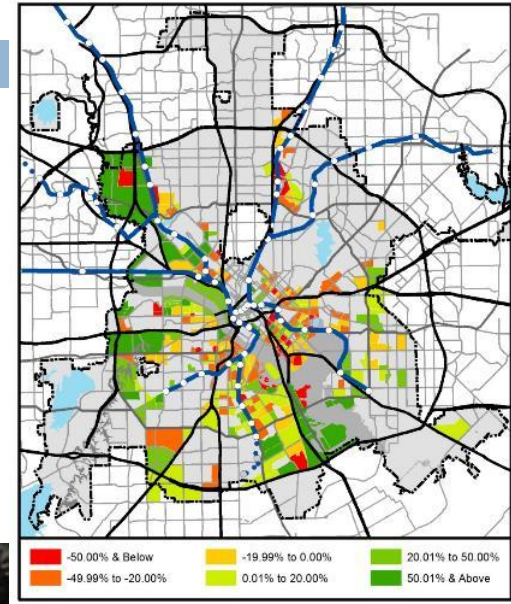 -50.00% & Below
-19.99% to 0.00%
20.01% to 50.00%
-49.99% to -20.00%
0.01% to 20.00%
50.01% & Above